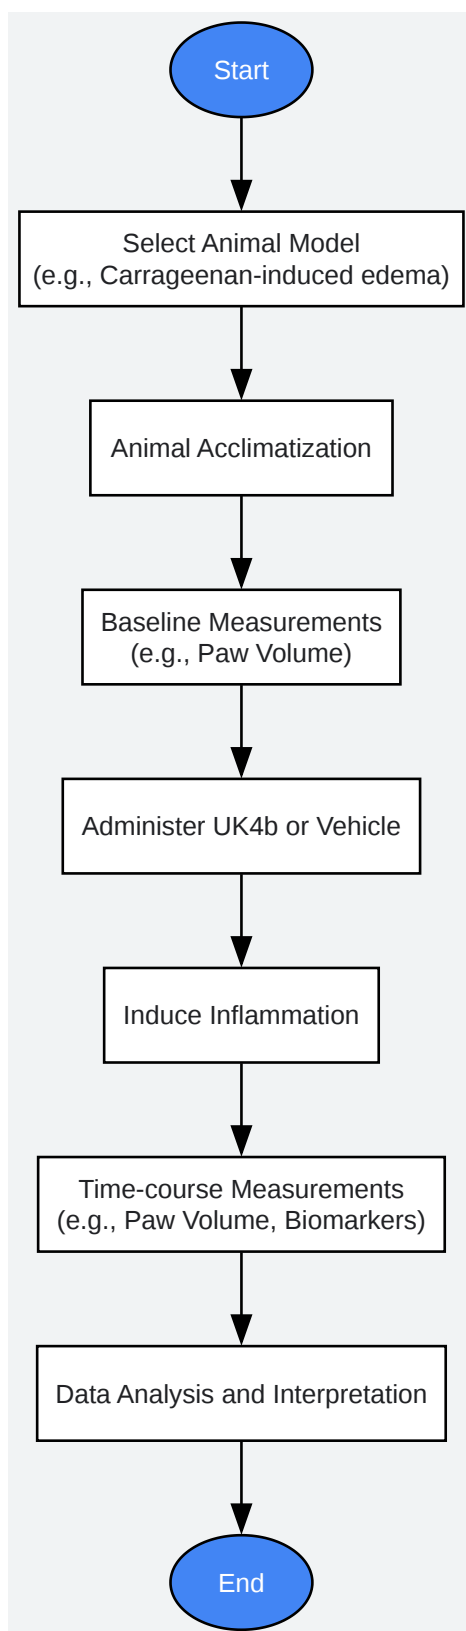 Start
Select Animal Model
(e.g., Carrageenan-induced edema)
Animal Acclimatization
Baseline Measurements
(e.g., Paw Volume)
Administer UK4b or Vehicle
Induce Inflammation
Time-course Measurements
(e.g., Paw Volume, Biomarkers)
Data Analysis and Interpretation
End